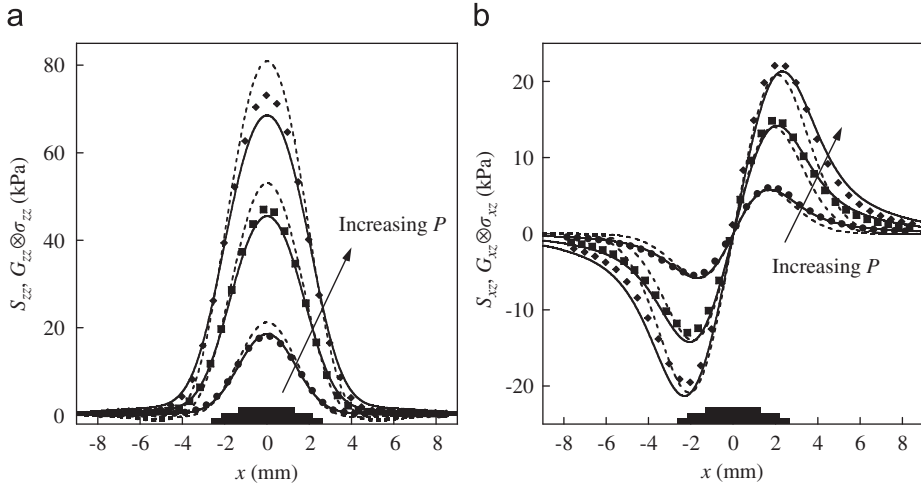 a
80
60
40
20
0
S_zz, G_zz⊗σ_zz (kPa)
Increasing P
-8 -6 -4 -2 0 2 4 6 8
x (mm)
b
20
10
0
-10
-20
S_xz, G_xz⊗σ_xz (kPa)
Increasing P
-8 -6 -4 -2 0 2 4 6 8
x (mm)